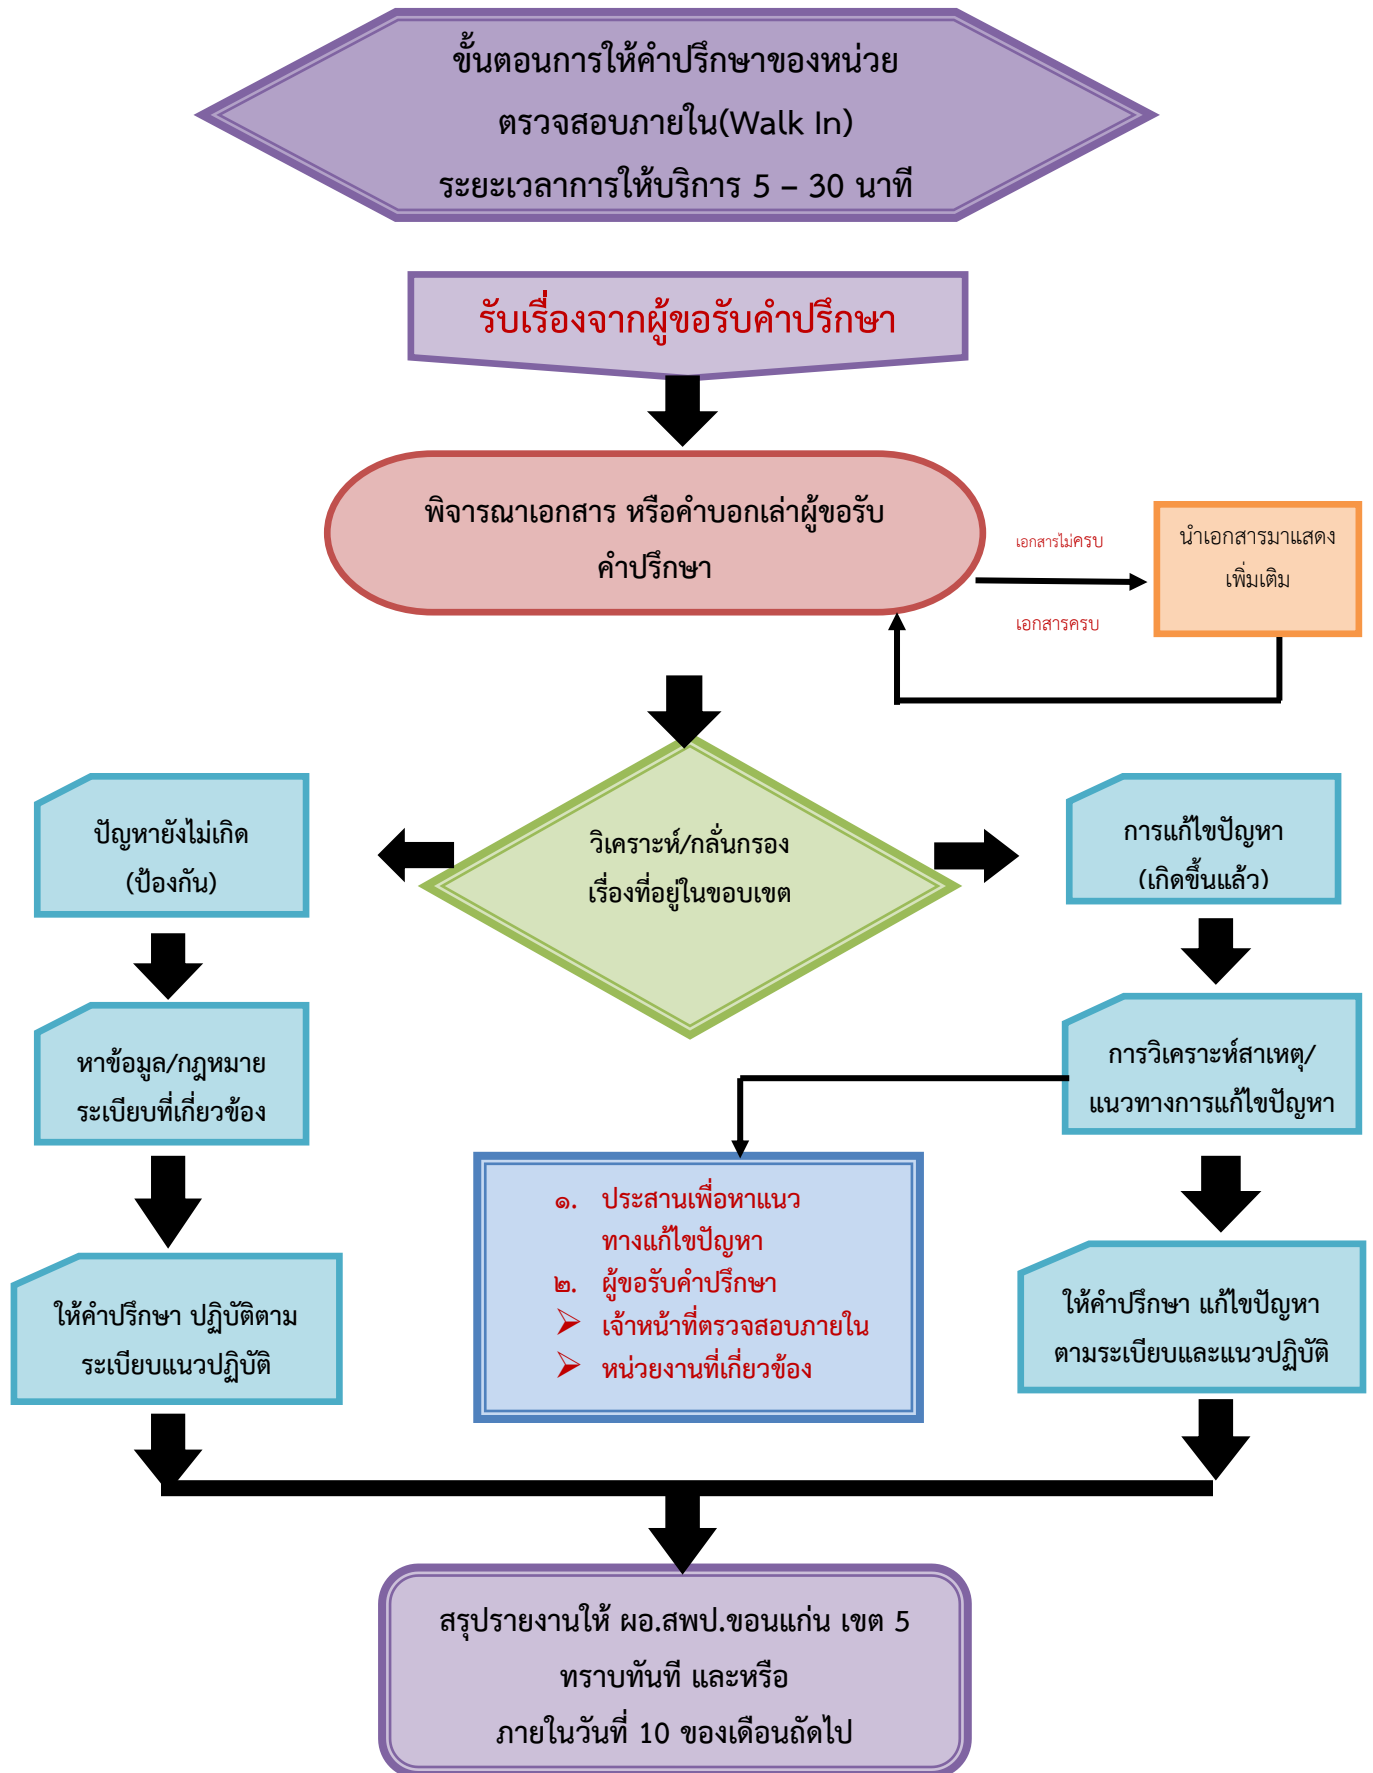 ขั้นตอนการให้คำปรึกษาของหน่วย
ตรวจสอบภายใน(Walk In)
ระยะเวลาการให้บริการ 5 – 30 นาที
รับเรื่องจากผู้ขอรับคำปรึกษา
พิจารณาเอกสาร หรือคำบอกเล่าผู้ขอรับ
คำปรึกษา
เอกสารไม่ครบ
เอกสารครบ
นำเอกสารมาแสดง
เพิ่มเติม
วิเคราะห์/กลั่นกรอง
เรื่องที่อยู่ในขอบเขต
ปัญหายังไม่เกิด
(ป้องกัน)
การแก้ไขปัญหา
(เกิดขึ้นแล้ว)
หาข้อมูล/กฎหมาย
ระเบียบที่เกี่ยวข้อง
การวิเคราะห์สาเหตุ/
แนวทางการแก้ไขปัญหา
๑. ประสานเพื่อหาแนว
ทางแก้ไขปัญหา
๒. ผู้ขอรับคำปรึกษา
➢ เจ้าหน้าที่ตรวจสอบภายใน
➢ หน่วยงานที่เกี่ยวข้อง
ให้คำปรึกษา ปฏิบัติตาม
ระเบียบแนวปฏิบัติ
ให้คำปรึกษา แก้ไขปัญหา
ตามระเบียบและแนวปฏิบัติ
สรุปรายงานให้ ผอ.สพป.ขอนแก่น เขต 5
ทราบทันที และหรือ
ภายในวันที่ 10 ของเดือนถัดไป